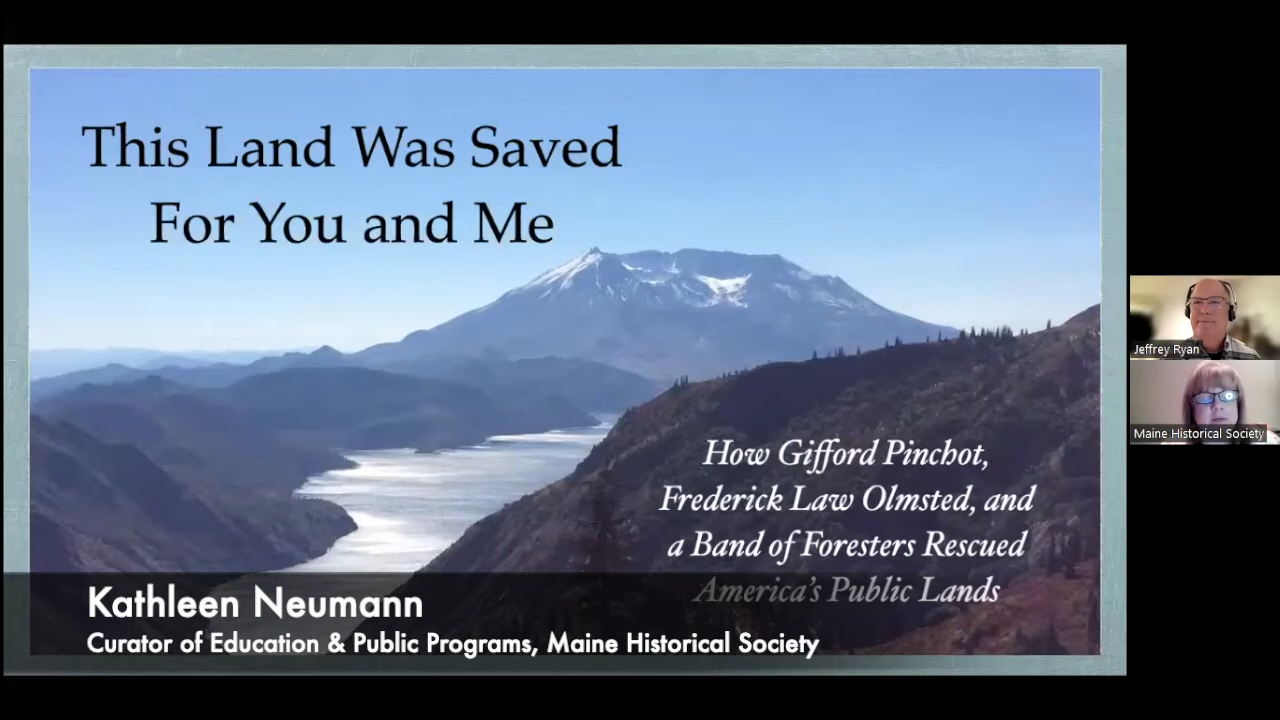 This Land Was Saved
For You and Me
How Gifford Pinchot,
Frederick Law Olmsted, and
a Band of Foresters Rescued
America's Public Lands
Kathleen Neumann
Curator of Education & Public Programs, Maine Historical Society
Jeffrey Ryan
Maine Historical Society